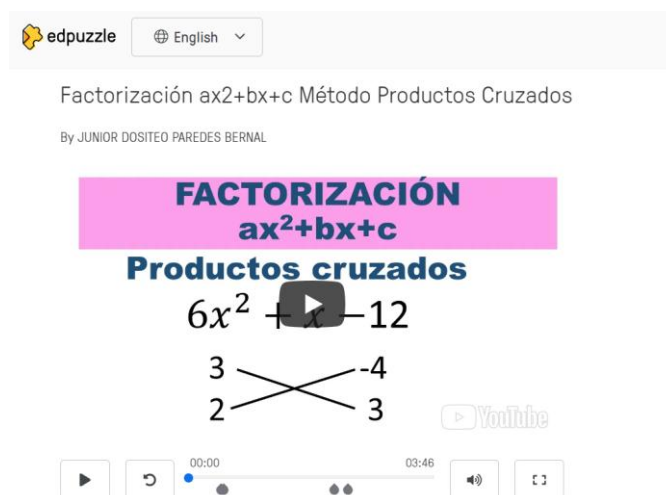 edpuzzle
English
Factorización ax2+bx+c Método Productos Cruzados
By JUNIOR DOSITEO PAREDES BERNAL
FACTORIZACIÓN
ax²+bx+c
Productos cruzados
6x² + x −12
3 -4
2 3
YouTube
00:00 03:46